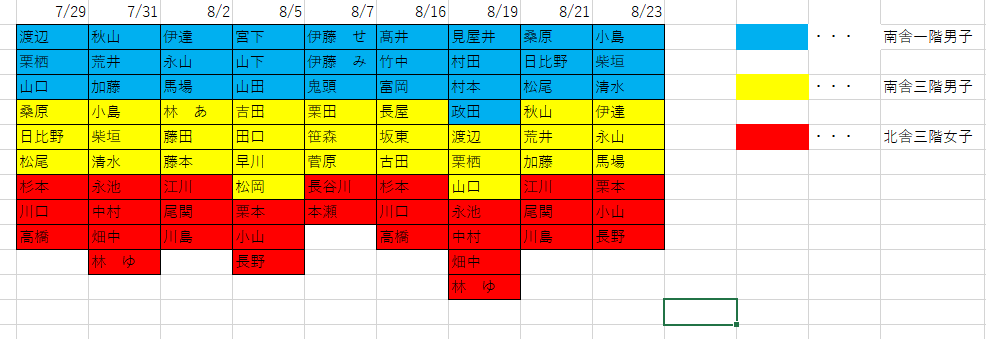 7/29 7/31 8/2 8/5 8/7 8/16 8/19 8/21 8/23
渡辺 秋山 伊達 宮下 伊藤　せ 高井 見屋井 桑原 小島 ・・・ 南舎一階男子
栗栖 荒井 永山 山下 伊藤　み 竹中 村田 日比野 柴垣
山口 加藤 馬場 山田 鬼頭 富岡 村本 松尾 清水 ・・・ 南舎三階男子
桑原 小島 林　あ 吉田 栗田 長屋 政田 秋山 伊達
日比野 柴垣 藤田 田口 笹森 坂東 渡辺 荒井 永山 ・・・ 北舎三階女子
松尾 清水 藤本 早川 菅原 古田 栗栖 加藤 馬場
杉本 永池 江川 松岡 長谷川 杉本 山口 江川 栗本
川口 中村 尾関 栗本 本瀬 川口 永池 尾関 小山
高橋 畑中 川島 小山 高橋 中村 川島 長野
林　ゆ 長野 畑中
林　ゆ